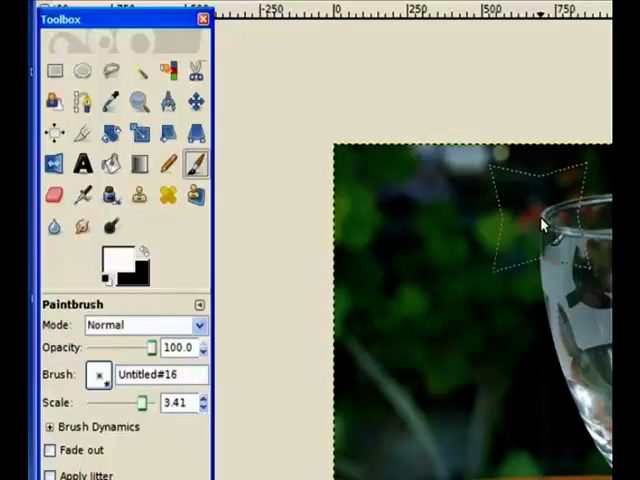 Toolbox
-250
0
250
500
750
A
Paintbrush
Mode: Normal
Opacity: 100.0
Brush: Untitled#16
Scale: 3.41
Brush Dynamics
Fade out
Apply Jitter